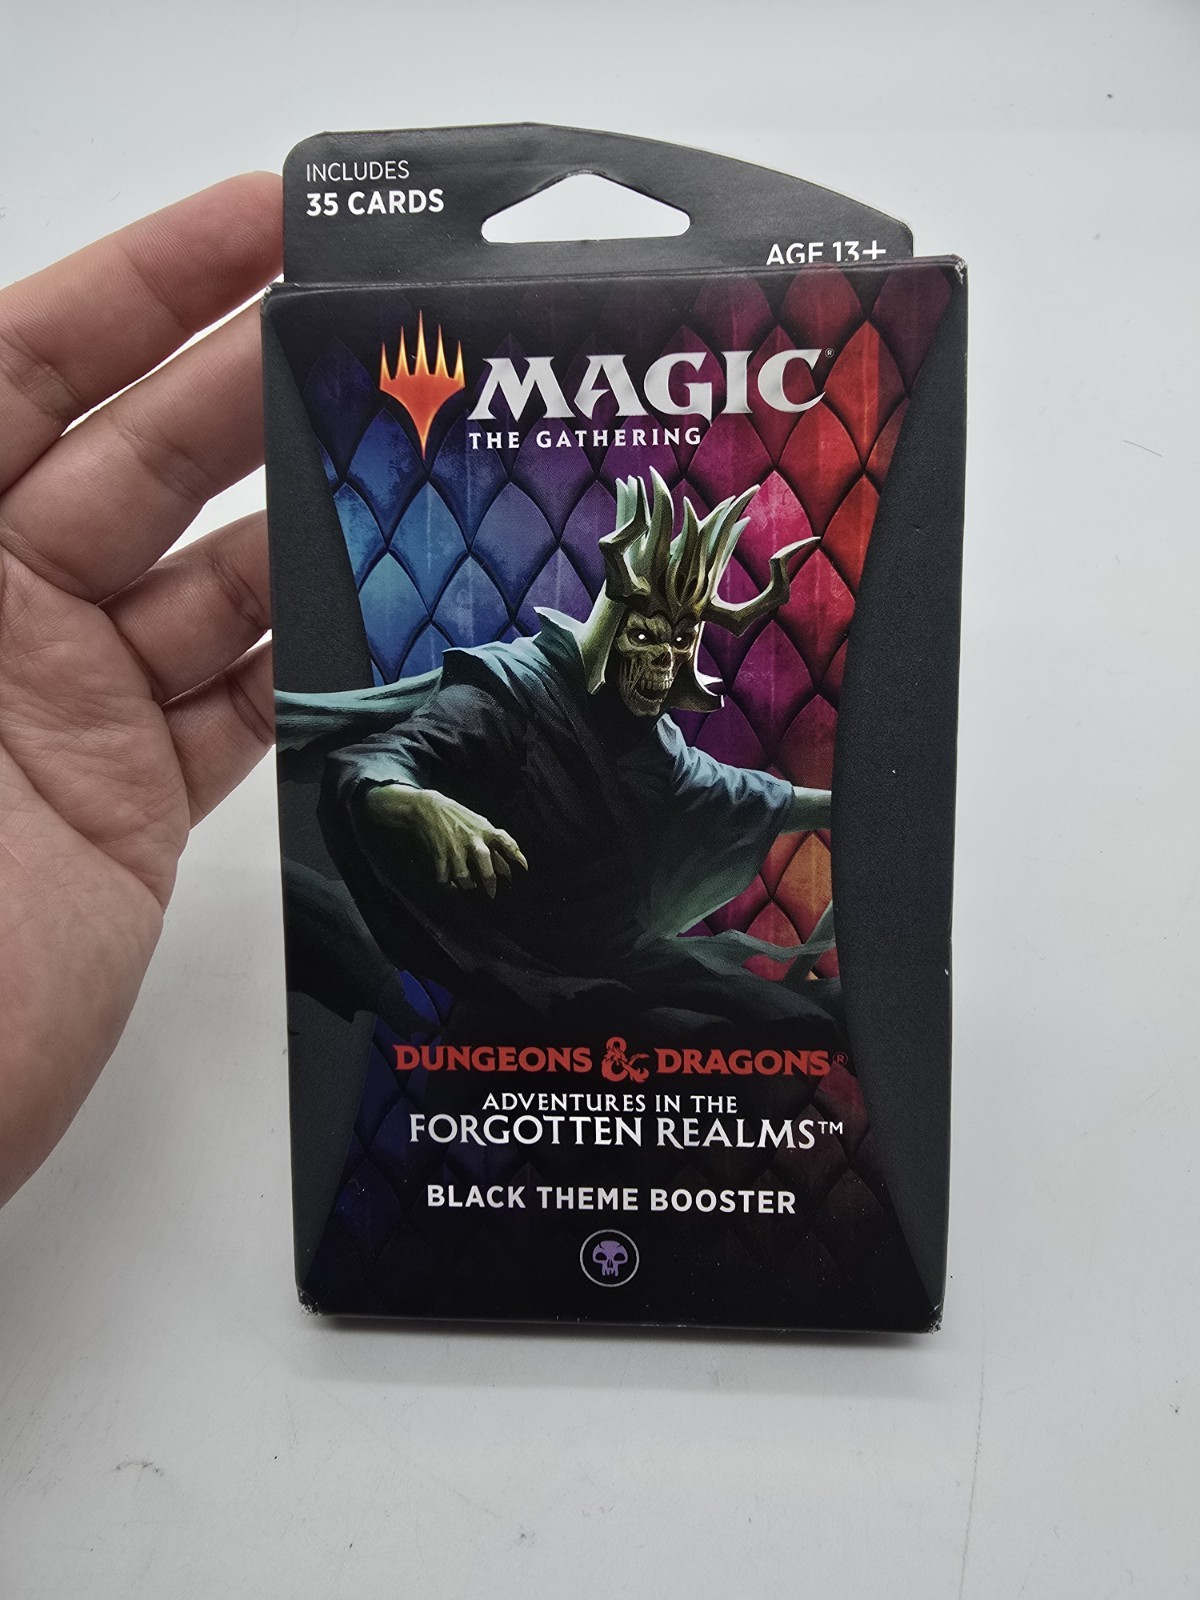 INCLUDES
35 CARDS
AGE 13+
MAGIC®
THE GATHERING
DUNGEONS & DRAGONS®
ADVENTURES IN THE
FORGOTTEN REALMS™
BLACK THEME BOOSTER